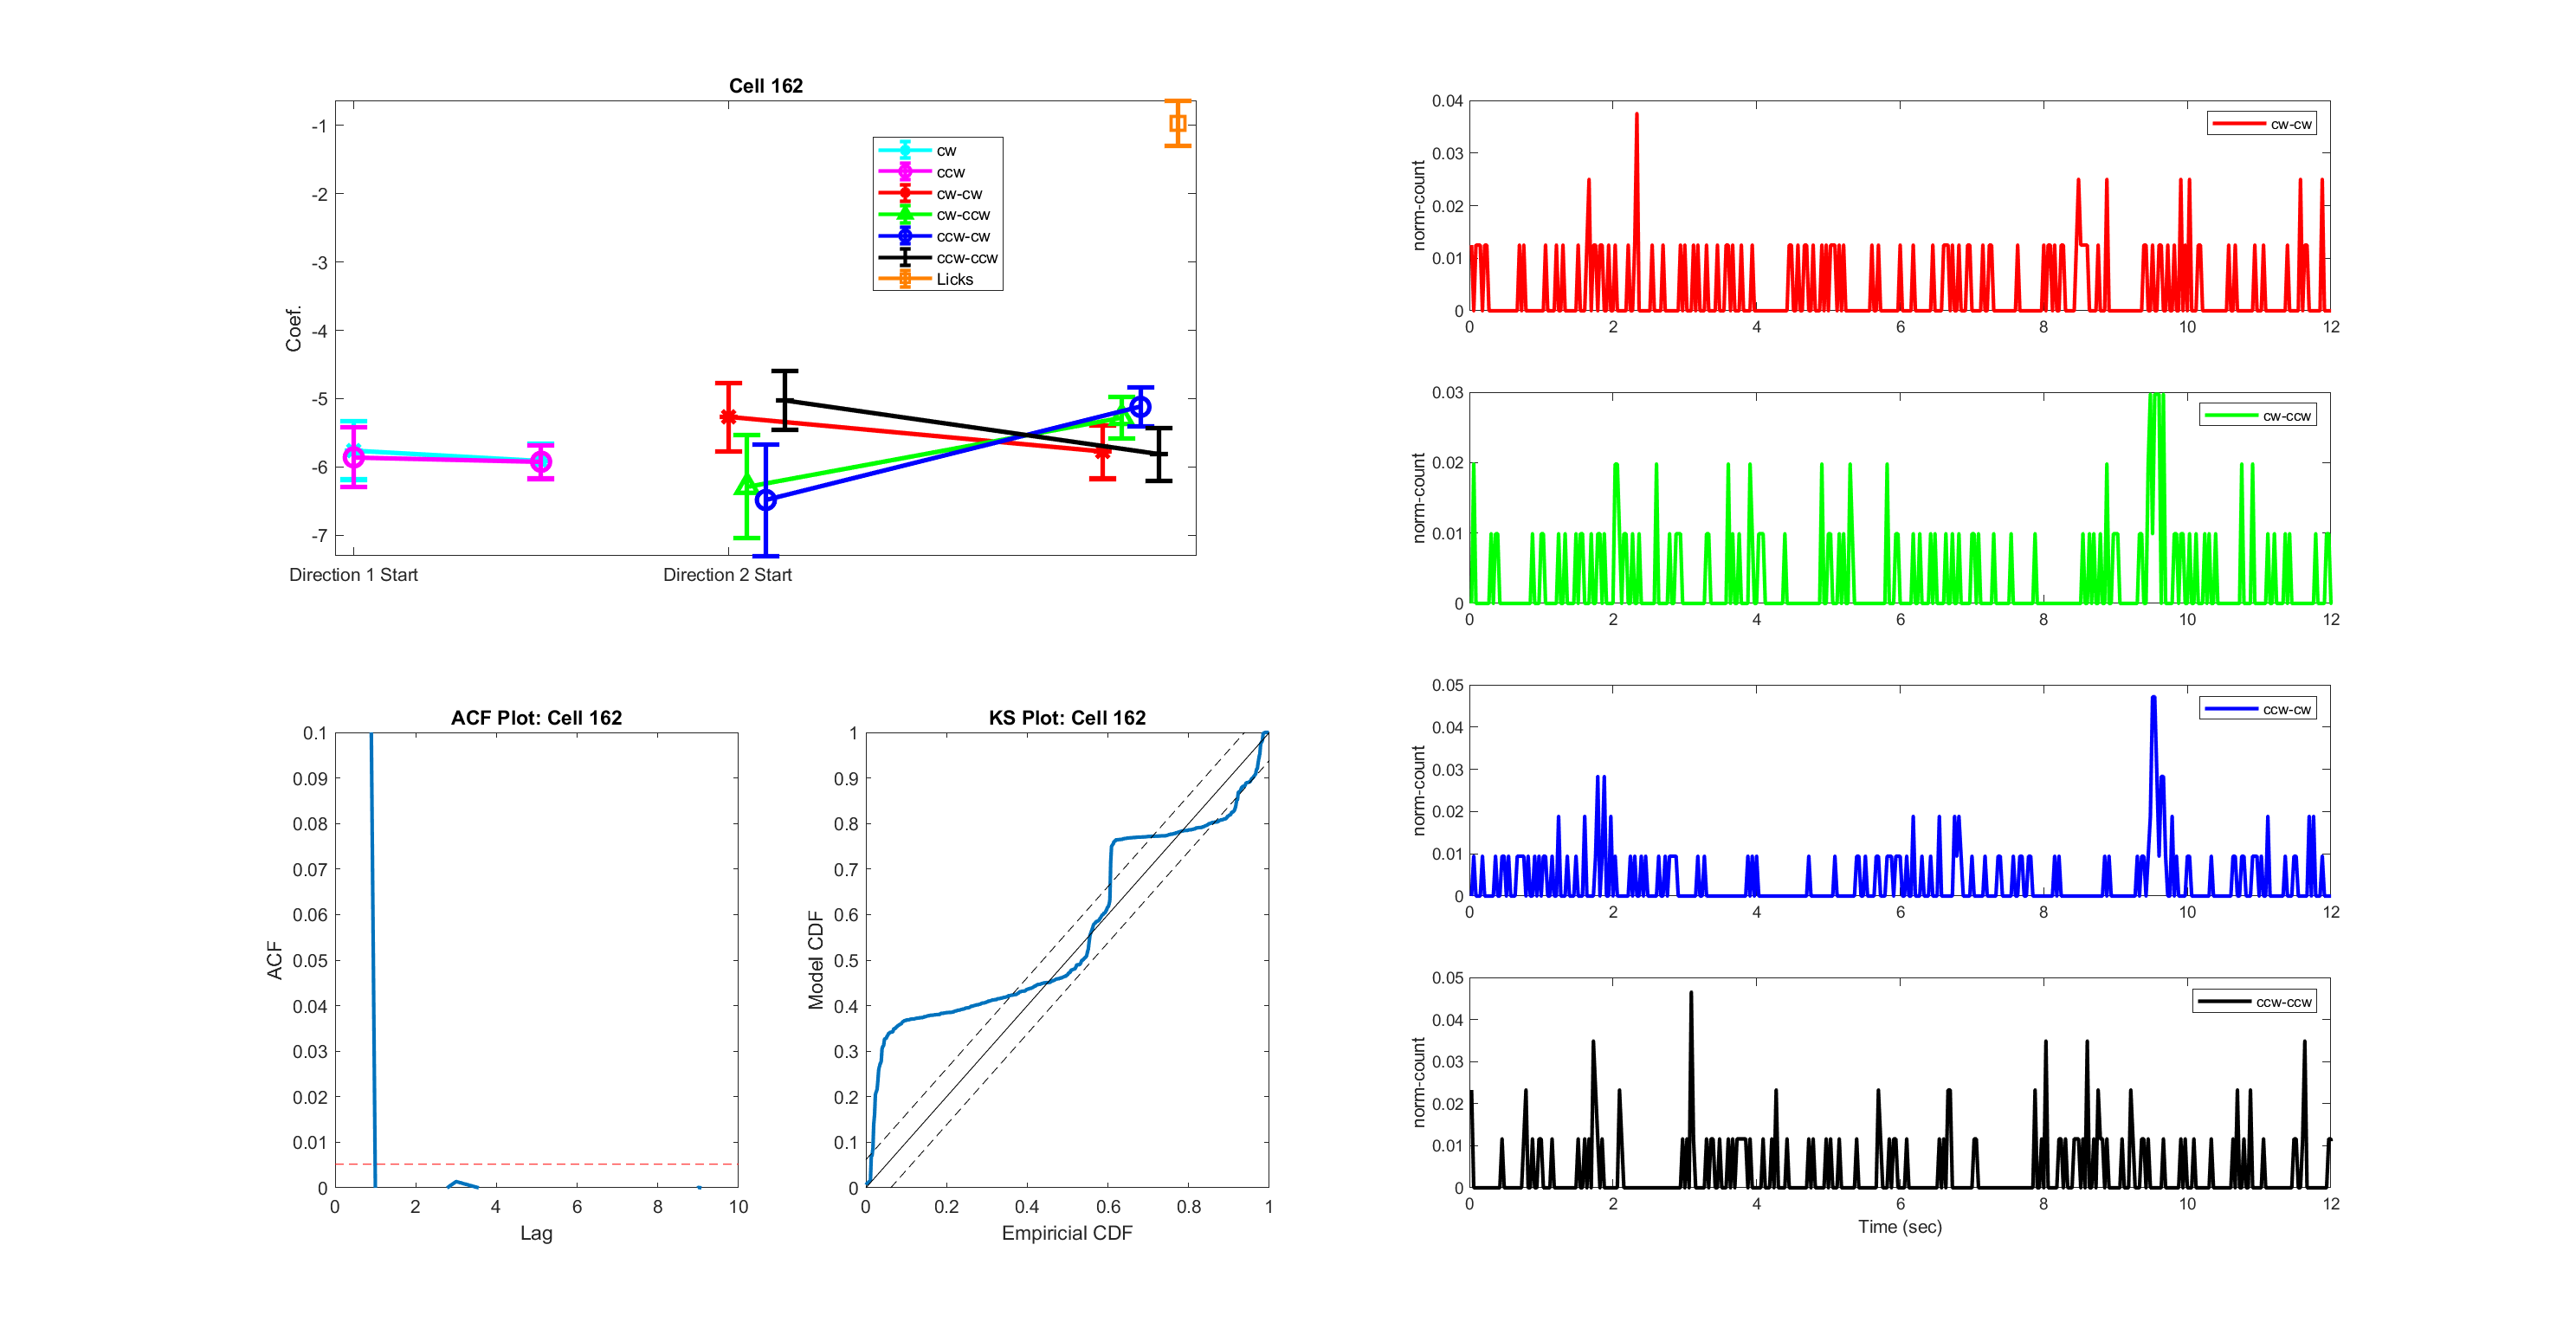 Cell 162
-1
-2
-3
-4
-5
-6
-7
Coef.
Direction 1 Start
Direction 2 Start
cw
ccw
cw-cw
cw-ccw
ccw-cw
ccw-ccw
Licks
ACF Plot: Cell 162
0.1
0.09
0.08
0.07
0.06
0.05
0.04
0.03
0.02
0.01
0
ACF
0 2 4 6 8 10
Lag
KS Plot: Cell 162
1
0.9
0.8
0.7
0.6
0.5
0.4
0.3
0.2
0.1
0
Model CDF
0 0.2 0.4 0.6 0.8 1
Empiricial CDF
0.04
0.03
0.02
0.01
0
norm-count
cw-cw
0 2 4 6 8 10 12
0.03
0.02
0.01
0
norm-count
cw-ccw
0 2 4 6 8 10 12
0.05
0.04
0.03
0.02
0.01
0
norm-count
ccw-cw
0 2 4 6 8 10 12
0.05
0.04
0.03
0.02
0.01
0
norm-count
ccw-ccw
0 2 4 6 8 10 12
Time (sec)